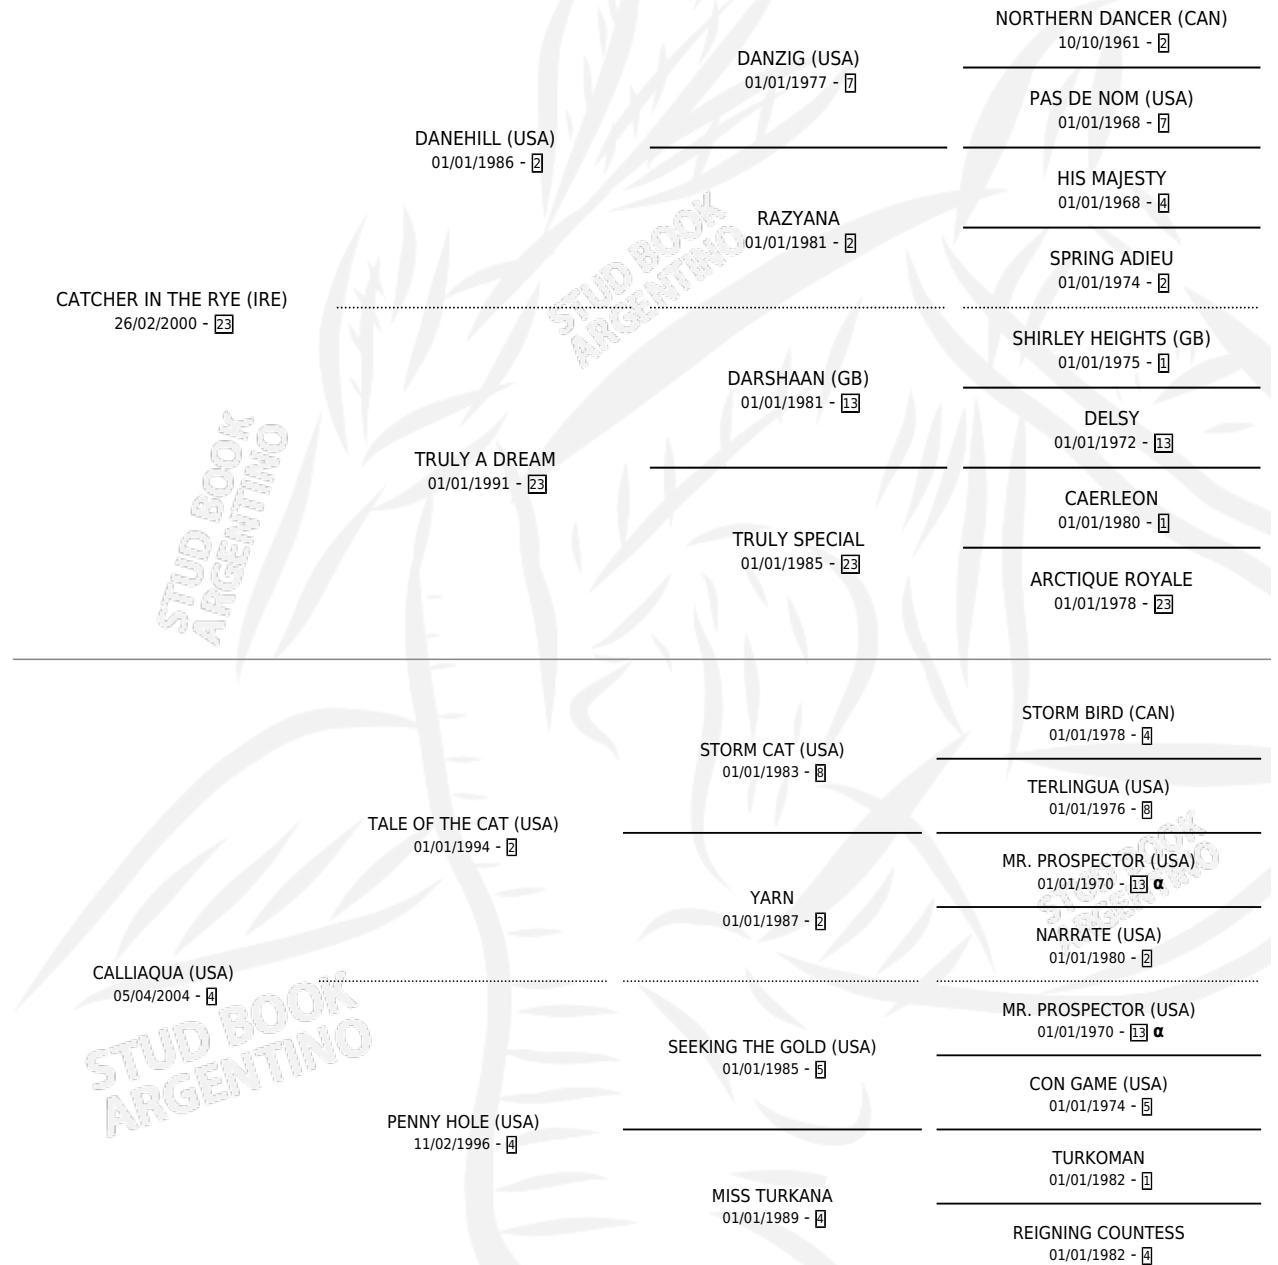 NORTHERN DANCER (CAN)
10/10/1961 - 2
DANZIG (USA)
01/01/1977 - 7
PAS DE NOM (USA)
01/01/1968 - 7
DANEHILL (USA)
01/01/1986 - 2
HIS MAJESTY
01/01/1968 - 4
RAZYANA
01/01/1981 - 2
SPRING ADIEU
01/01/1974 - 2
CATCHER IN THE RYE (IRE)
26/02/2000 - 23
SHIRLEY HEIGHTS (GB)
01/01/1975 - 1
DARSHAAN (GB)
01/01/1981 - 13
DELSY
01/01/1972 - 13
TRULY A DREAM
01/01/1991 - 23
CAERLEON
01/01/1980 - 1
TRULY SPECIAL
01/01/1985 - 23
ARCTIQUE ROYALE
01/01/1978 - 23
STORM BIRD (CAN)
01/01/1978 - 4
STORM CAT (USA)
01/01/1983 - 8
TERLINGUA (USA)
01/01/1976 - 8
TALE OF THE CAT (USA)
01/01/1994 - 2
MR. PROSPECTOR (USA)
01/01/1970 - 13 α
YARN
01/01/1987 - 2
NARRATE (USA)
01/01/1980 - 2
CALLIAQUA (USA)
05/04/2004 - 4
MR. PROSPECTOR (USA)
01/01/1970 - 13 α
SEEKING THE GOLD (USA)
01/01/1985 - 5
CON GAME (USA)
01/01/1974 - 5
PENNY HOLE (USA)
11/02/1996 - 4
TURKOMAN
01/01/1982 - 1
MISS TURKANA
01/01/1989 - 4
REIGNING COUNTESS
01/01/1982 - 4
STUD BOOK
ARGENTINO
STUD BOOK
ARGENTINO
STUD BOOK
ARGENTINO
STUD BOOK
ARGENTINO